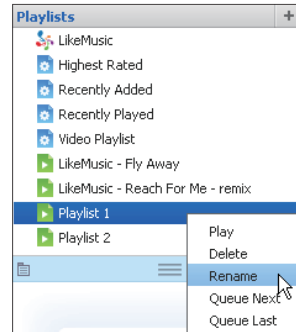 Playlists +
LikeMusic
Highest Rated
Recently Added
Recently Played
Video Playlist
LikeMusic - Fly Away
LikeMusic - Reach For Me - remix
Playlist 1
Playlist 2
Play
Delete
Rename
Queue Next
Queue Last